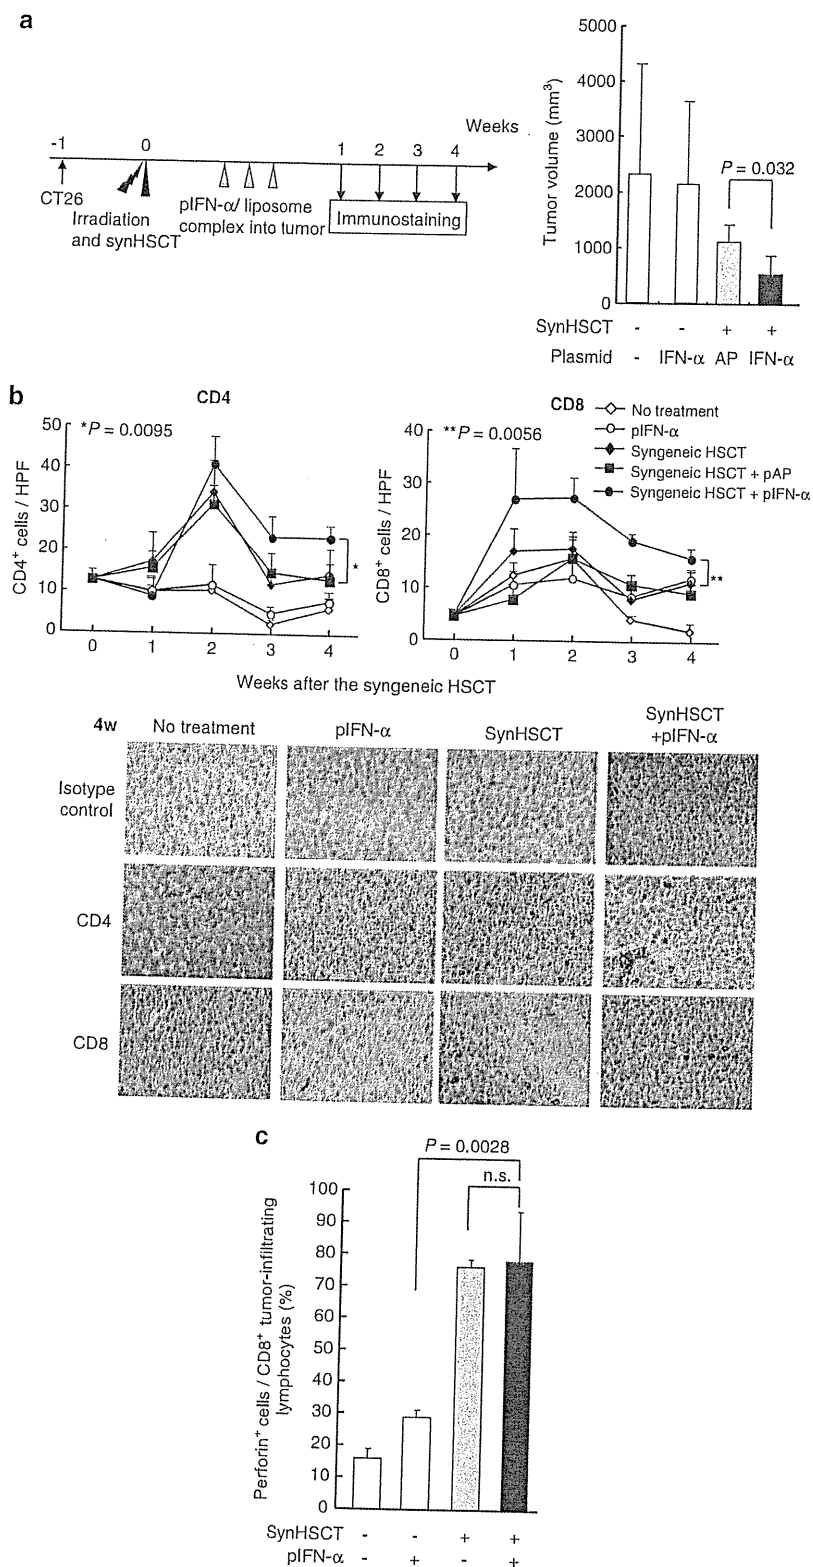 a
Weeks
-1 0 1 2 3 4
CT26
Irradiation
and synHSCT
pIFN-α/ liposome
complex into tumor
Immunostaining
Tumor volume (mm³)
5000
4000
3000
2000
1000
0
P = 0.032
SynHSCT - - + +
Plasmid - IFN-α AP IFN-α
b
CD4
*P = 0.0095
CD4⁺ cells / HPF
50
40
30
20
10
0
0 1 2 3 4
*
CD8
**P = 0.0056
CD8⁺ cells / HPF
40
30
20
10
0
0 1 2 3 4
**
No treatment
pIFN-α
Syngeneic HSCT
Syngeneic HSCT + pAP
Syngeneic HSCT + pIFN-α
Weeks after the syngeneic HSCT
4w
No treatment
pIFN-α
SynHSCT
SynHSCT
+pIFN-α
Isotype
control
CD4
CD8
c
P = 0.0028
n.s.
Perforin⁺ cells / CD8⁺ tumor-infiltrating
lymphocytes (%)
100
90
80
70
60
50
40
30
20
10
0
SynHSCT - - + +
pIFN-α - + - +